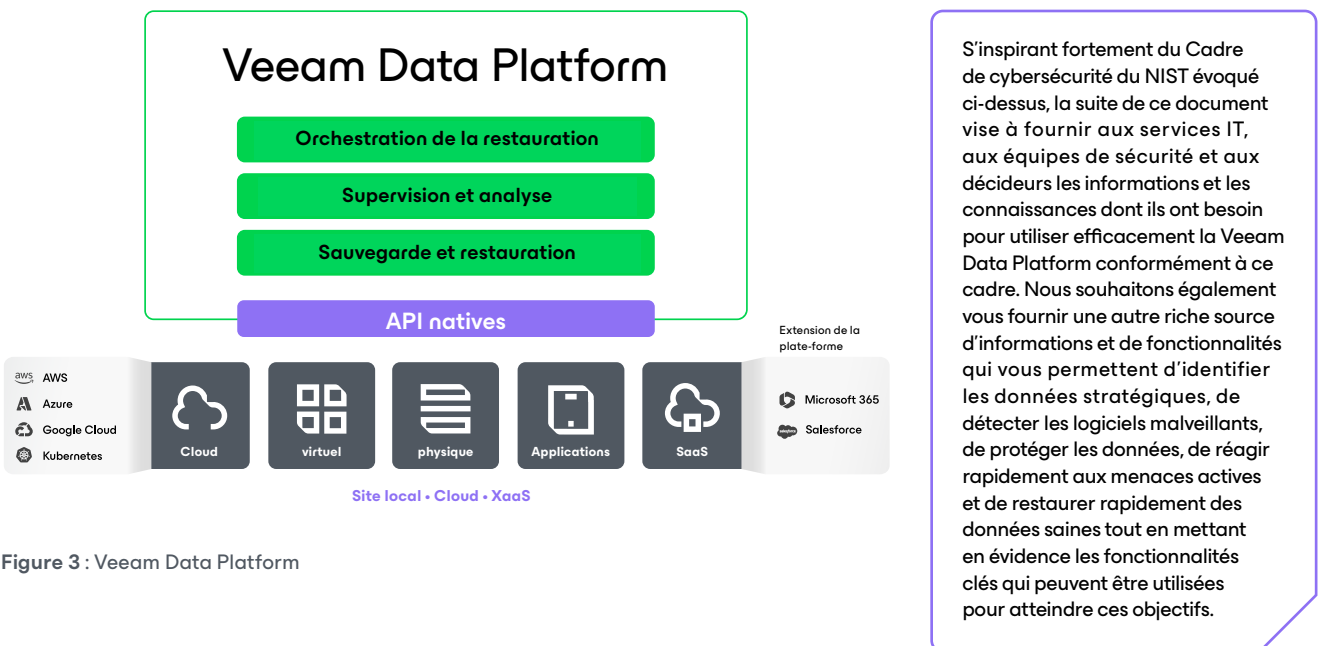 Veeam Data Platform
Orchestration de la restauration
Supervision et analyse
Sauvegarde et restauration
API natives
Extension de la
plate-forme
aws AWS
Azure
Google Cloud
Kubernetes
Cloud
virtuel
physique
Applications
SaaS
Microsoft 365
salesforce Salesforce
Site local • Cloud • XaaS
Figure 3 : Veeam Data Platform
S’inspirant fortement du Cadre
de cybersécurité du NIST évoqué
ci-dessus, la suite de ce document
vise à fournir aux services IT,
aux équipes de sécurité et aux
décideurs les informations et les
connaissances dont ils ont besoin
pour utiliser efficacement la Veeam
Data Platform conformément à ce
cadre. Nous souhaitons également
vous fournir une autre riche source
d’informations et de fonctionnalités
qui vous permettent d’identifier
les données stratégiques, de
détecter les logiciels malveillants,
de protéger les données, de réagir
rapidement aux menaces actives
et de restaurer rapidement des
données saines tout en mettant
en évidence les fonctionnalités
clés qui peuvent être utilisées
pour atteindre ces objectifs.